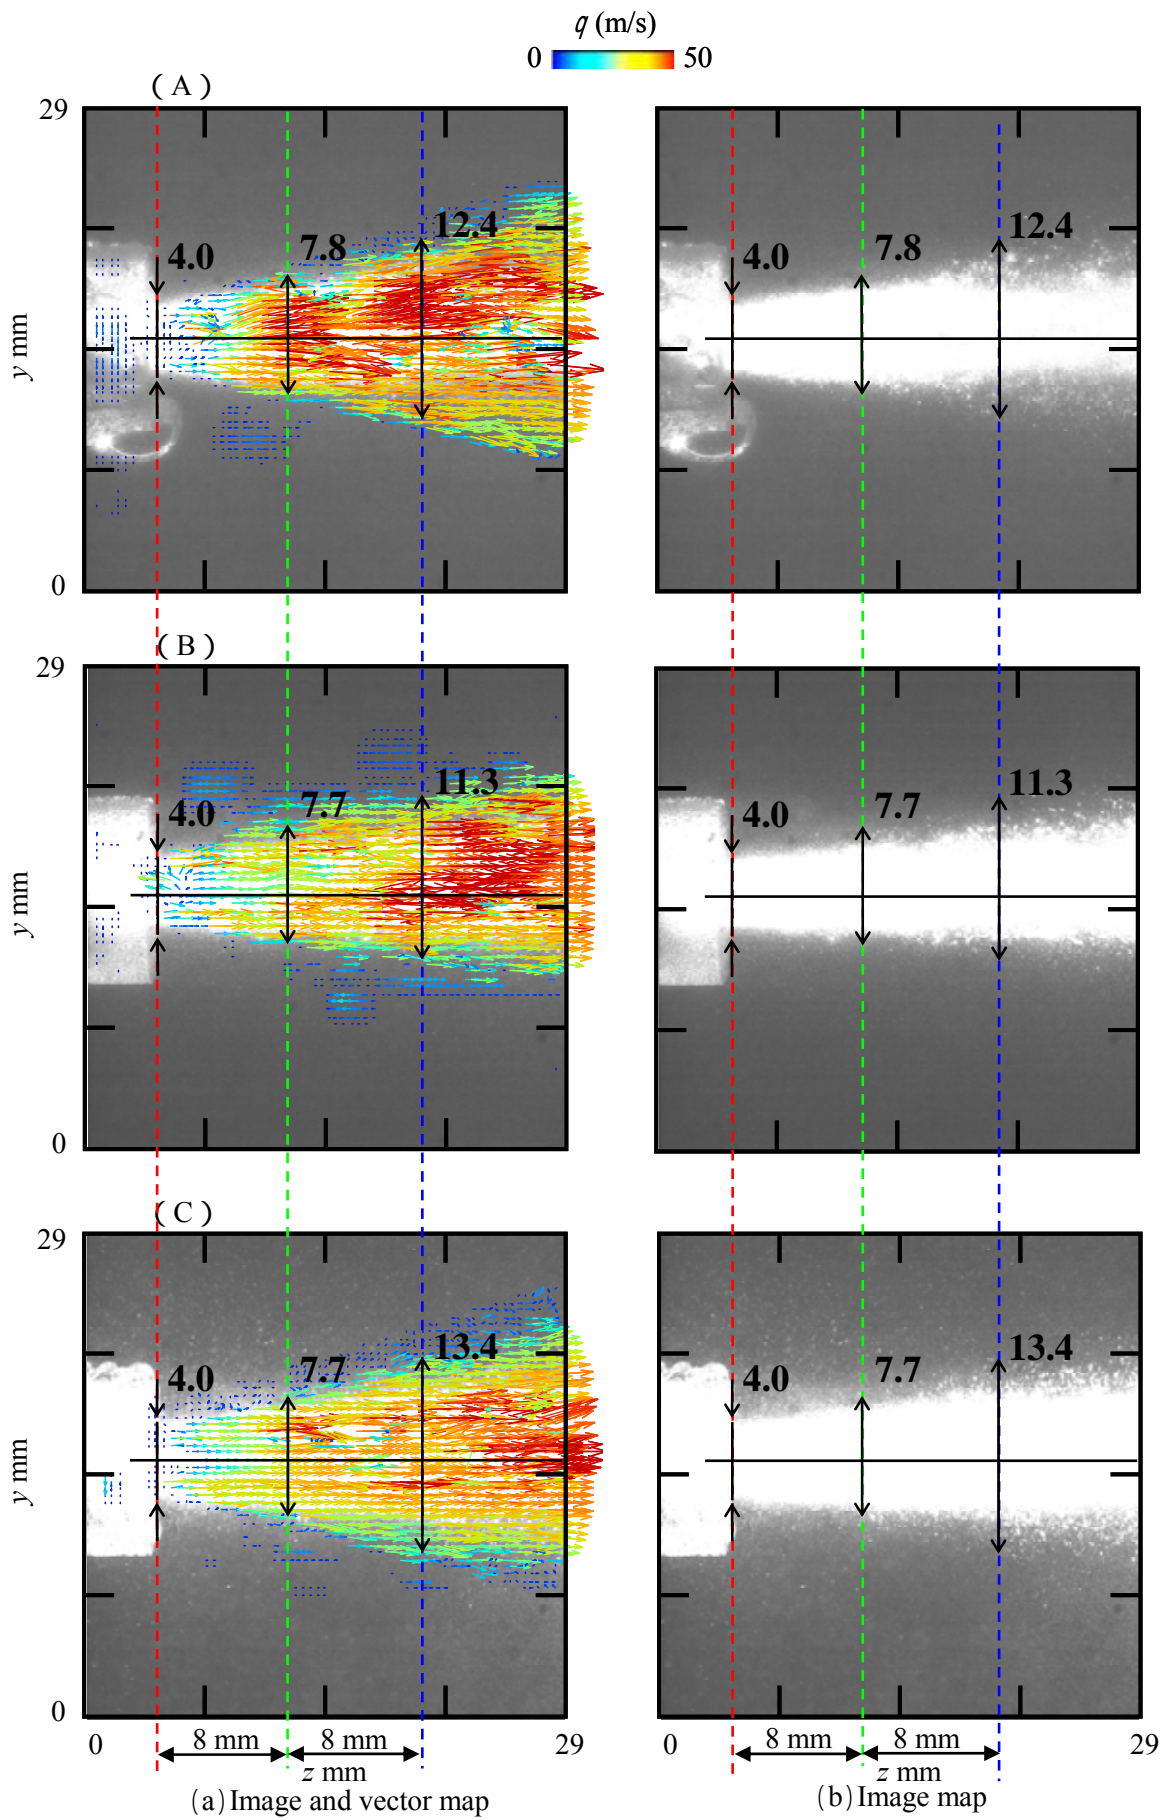 q (m/s)
0 50
(A)
29
4.0 7.8 12.4
4.0 7.8 12.4
y mm
0
(B)
29
4.0 7.7 11.3
4.0 7.7 11.3
y mm
0
(C)
29
4.0 7.7 13.4
4.0 7.7 13.4
y mm
0
0 8 mm 8 mm 29
0 8 mm 8 mm 29
z mm
z mm
(a) Image and vector map
(b) Image map